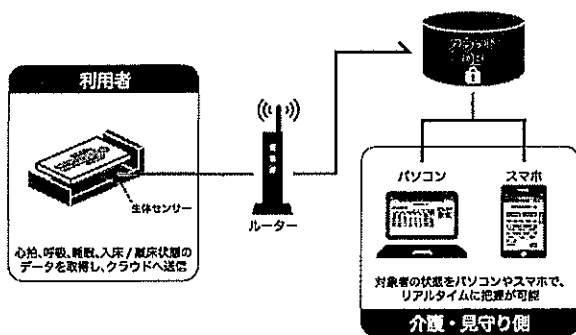 利用者
生体センサー
心拍、呼吸、睡眠、入床/離床状態の
データを取得し、クラウドへ送信
ルーター
クラウド
パソコン
スマホ
対象者の状態をパソコンやスマホで、
リアルタイムに把握が可能
介護・見守り側